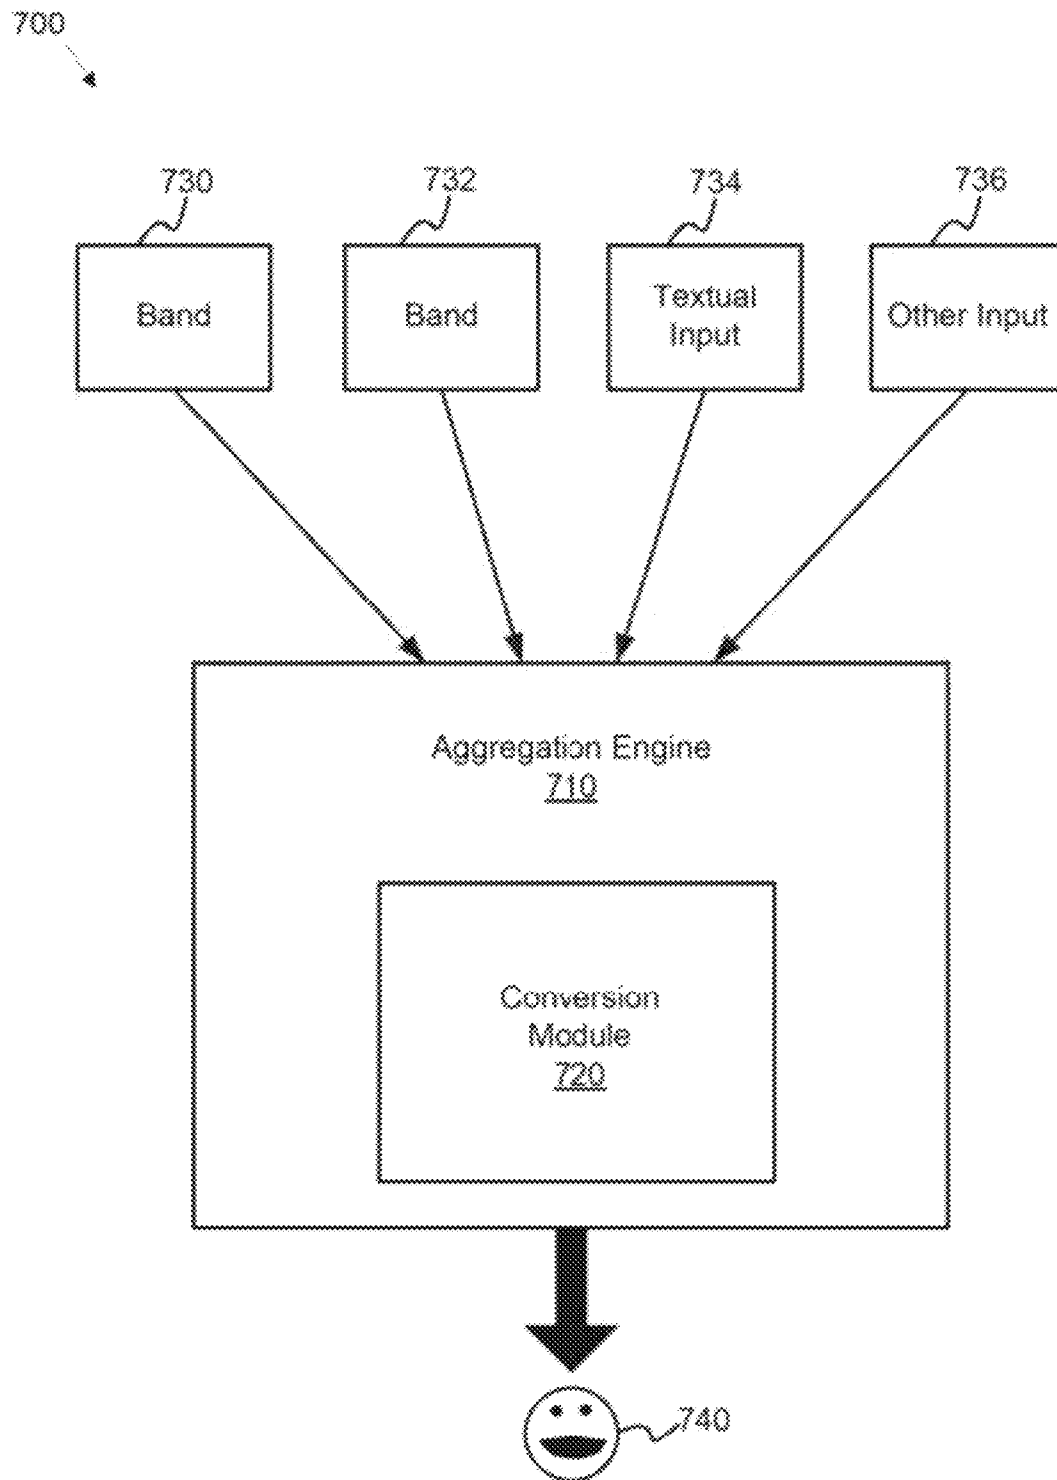 700
730
732
734
736
Band
Band
Textual
Input
Other Input
Aggregation Engine
710
Conversion
Module
720
740